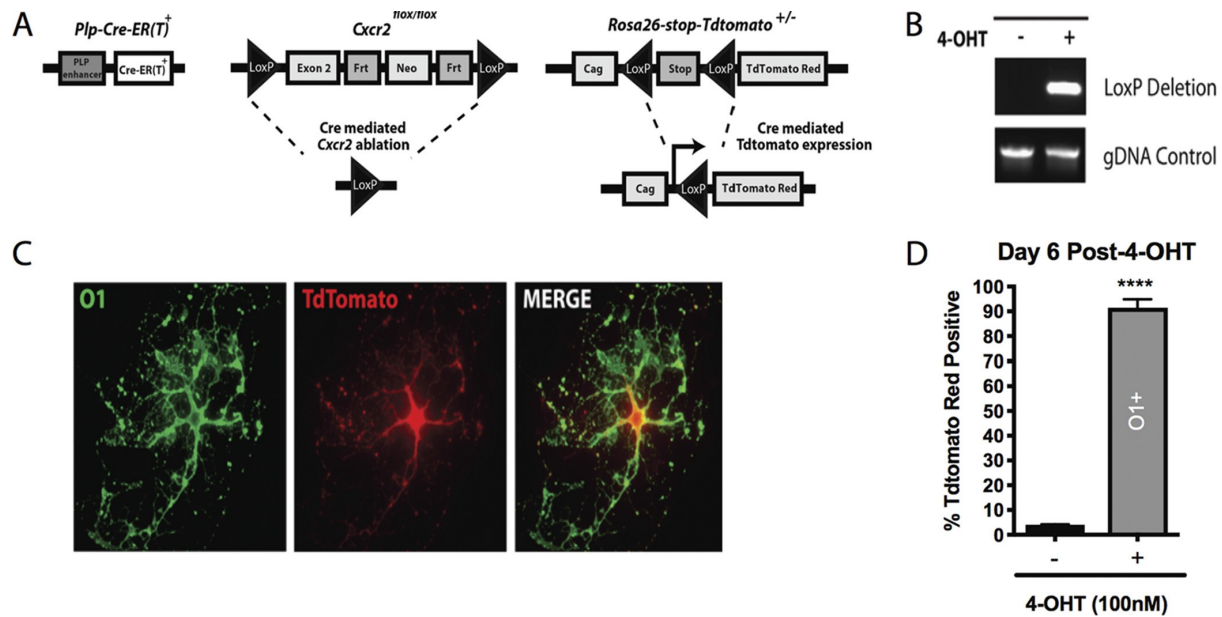 A
Plp-Cre-ER(T)+
Cxcr2 flox/flox
Rosa26-stop-Tdtomato +/-
PLP enhancer
Cre-ER(T)+
LoxP
Exon 2
Frt
Neo
Frt
LoxP
Cag
LoxP
Stop
LoxP
TdTomato Red
Cre mediated
Cxcr2 ablation
LoxP
Cre mediated
Tdtomato expression
Cag
LoxP
TdTomato Red
B
4-OHT - +
LoxP Deletion
gDNA Control
C
O1
TdTomato
MERGE
D
Day 6 Post-4-OHT
****
% Tdtomato Red Positive
100
90
80
70
60
50
40
30
20
10
0
O1+
- +
4-OHT (100nM)